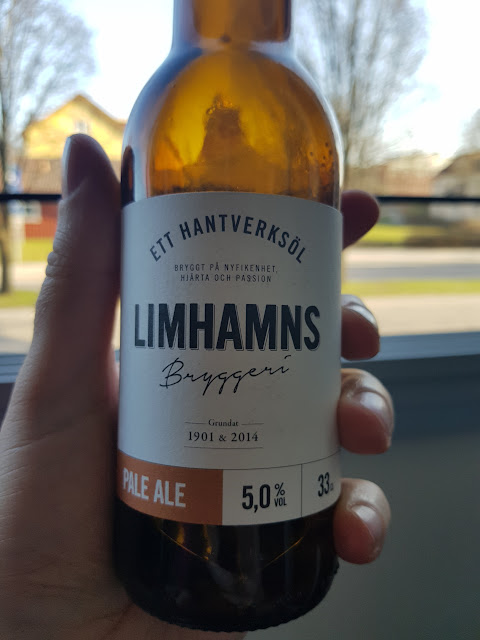 ETT HANTVERKSÖL
BRYGGT PÅ NYFIKENHET,
HJÄRTA OCH PASSION
LIMHAMNS
Bryggeri
Grundat
1901 & 2014
PALE ALE 5,0 % VOL 33 CL